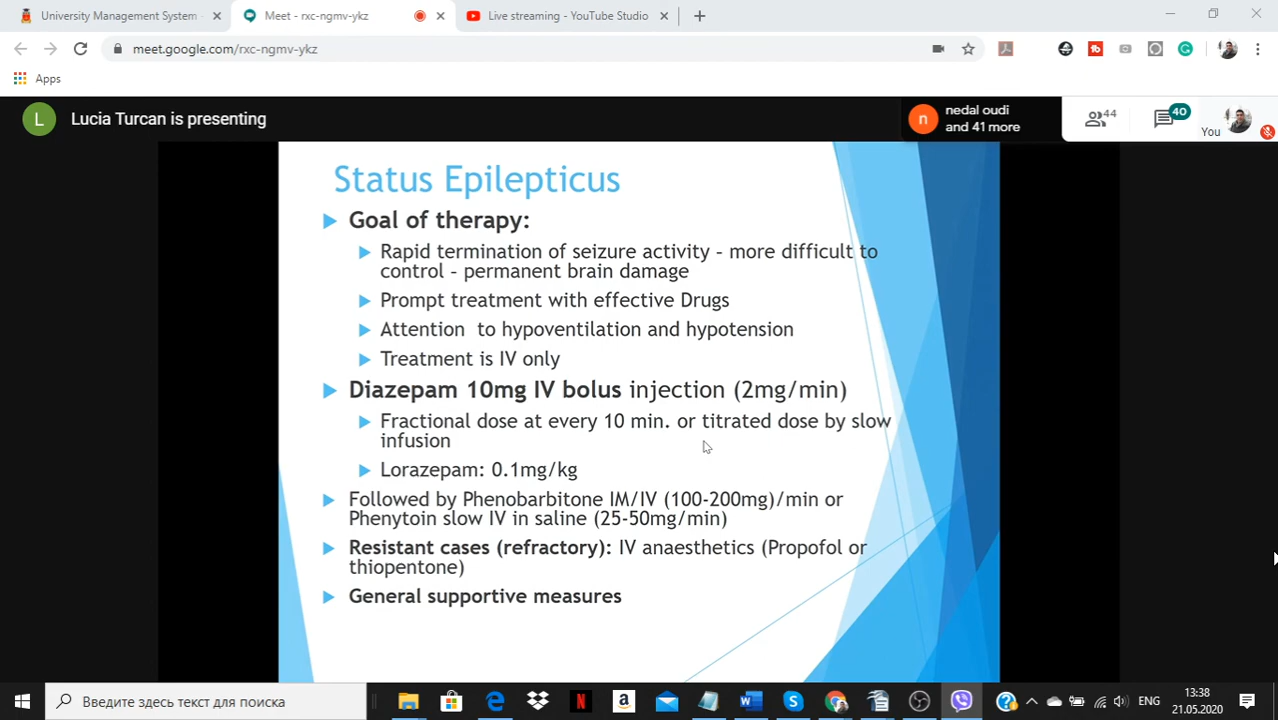 University Management System -
Meet - rxc-ngmv-ykz
Live streaming - YouTube Studio
meet.google.com/rxc-ngmv-ykz
Apps
L
Lucia Turcan is presenting
n
nedal oudi
and 41 more
44
40
You
Status Epilepticus
Goal of therapy:
Rapid termination of seizure activity – more difficult to
control – permanent brain damage
Prompt treatment with effective Drugs
Attention to hypoventilation and hypotension
Treatment is IV only
Diazepam 10mg IV bolus injection (2mg/min)
Fractional dose at every 10 min. or titrated dose by slow
infusion
Lorazepam: 0.1mg/kg
Followed by Phenobarbitone IM/IV (100-200mg)/min or
Phenytoin slow IV in saline (25-50mg/min)
Resistant cases (refractory): IV anaesthetics (Propofol or
thiopentone)
General supportive measures
Введите здесь текст для поиска
ENG
13:38
21.05.2020